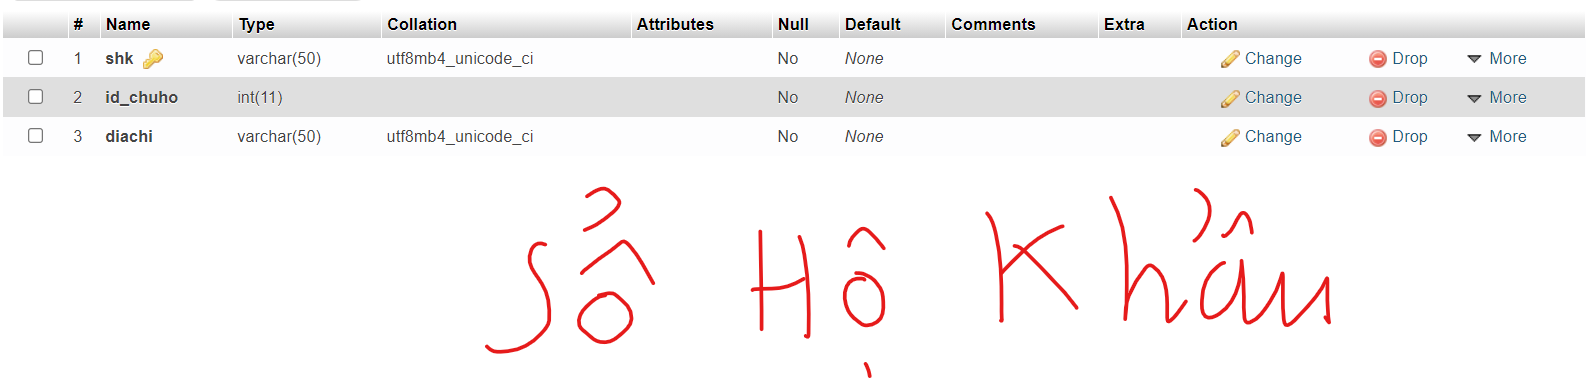 # Name Type Collation Attributes Null Default Comments Extra Action
1 shk varchar(50) utf8mb4_unicode_ci No None Change Drop More
2 id_chuho int(11) No None Change Drop More
3 diachi varchar(50) utf8mb4_unicode_ci No None Change Drop More
Sổ Hộ Khẩu